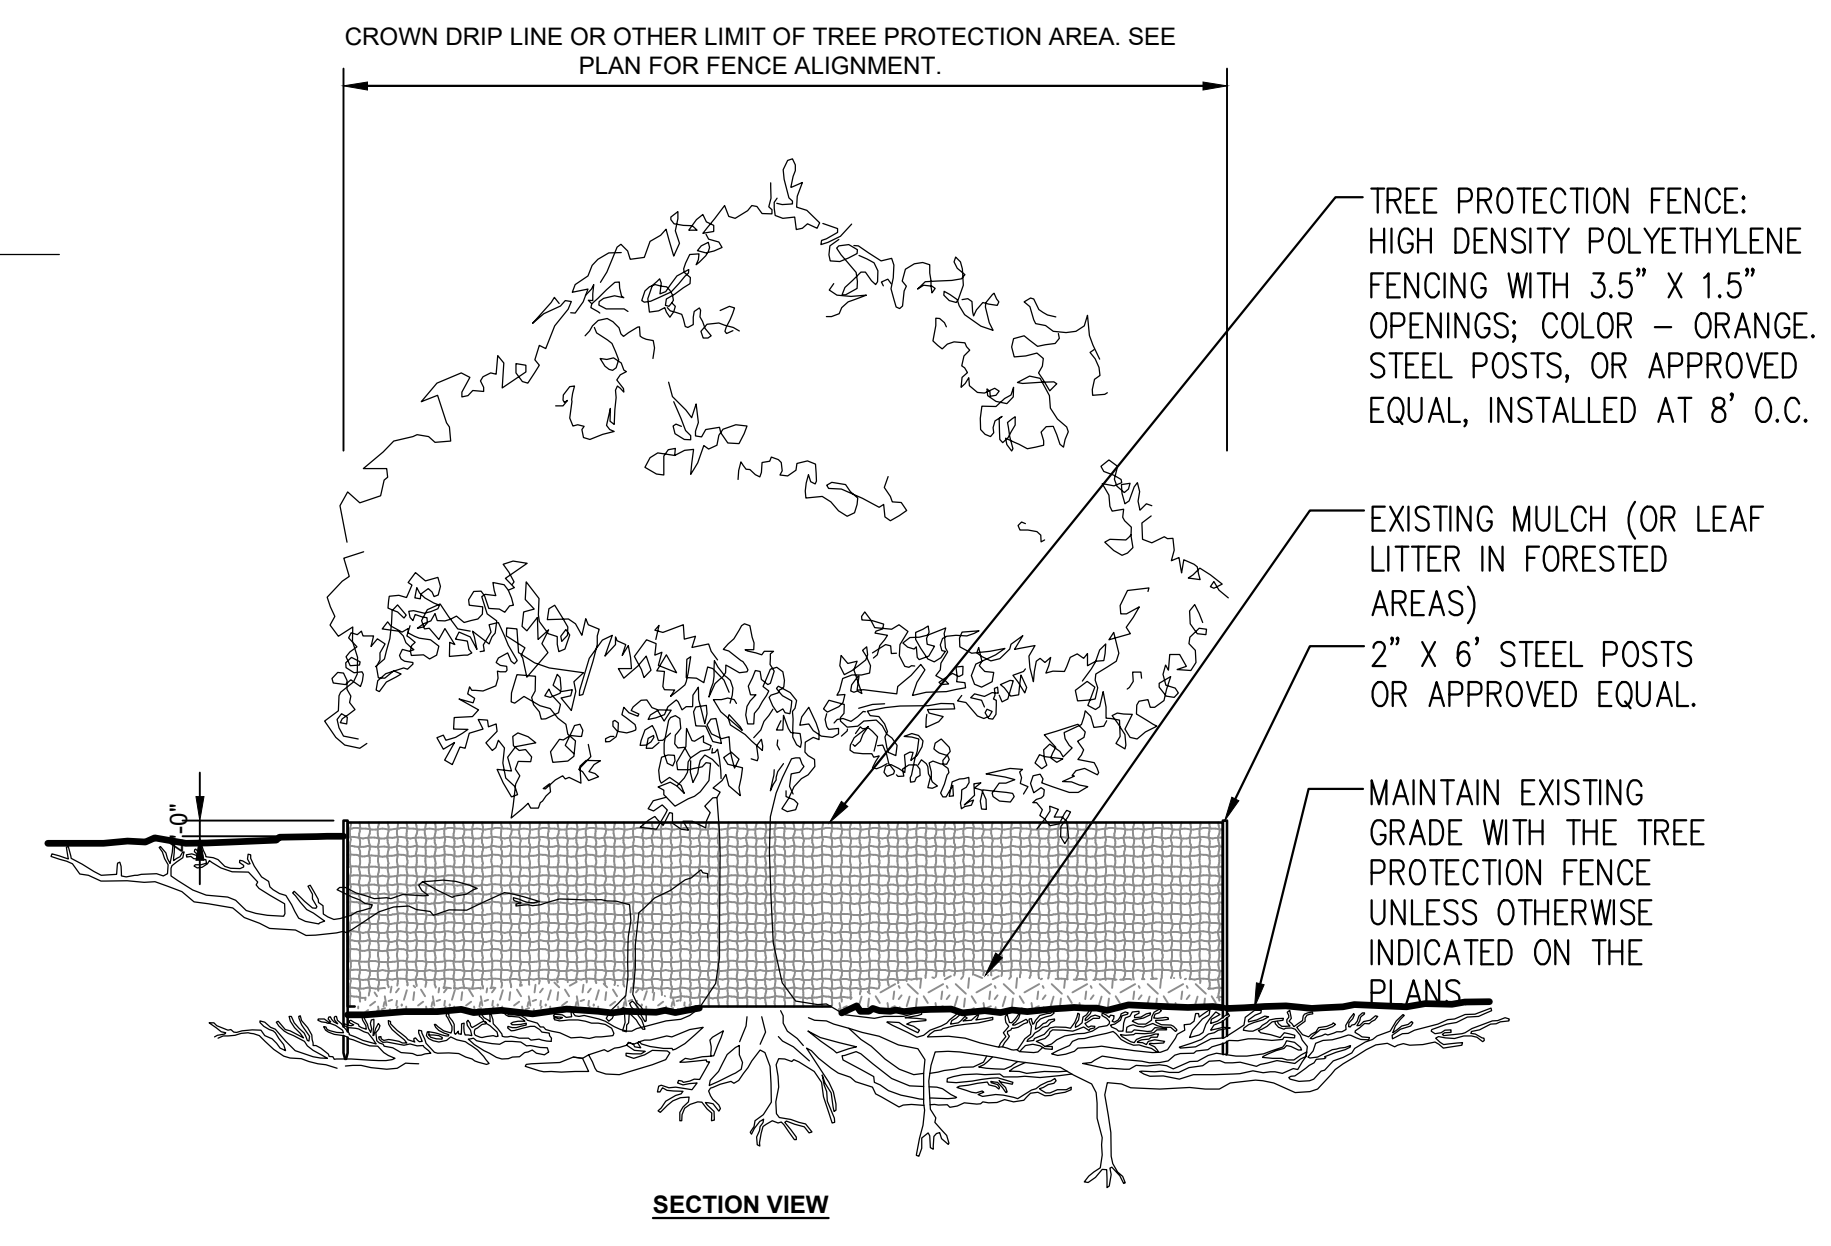 CROWN DRIP LINE OR OTHER LIMIT OF TREE PROTECTION AREA. SEE
PLAN FOR FENCE ALIGNMENT.
TREE PROTECTION FENCE:
HIGH DENSITY POLYETHYLENE
FENCING WITH 3.5" X 1.5"
OPENINGS; COLOR – ORANGE.
STEEL POSTS, OR APPROVED
EQUAL, INSTALLED AT 8' O.C.
EXISTING MULCH (OR LEAF
LITTER IN FORESTED
AREAS)
2" X 6' STEEL POSTS
OR APPROVED EQUAL.
MAINTAIN EXISTING
GRADE WITH THE TREE
PROTECTION FENCE
UNLESS OTHERWISE
INDICATED ON THE
PLANS
SECTION VIEW